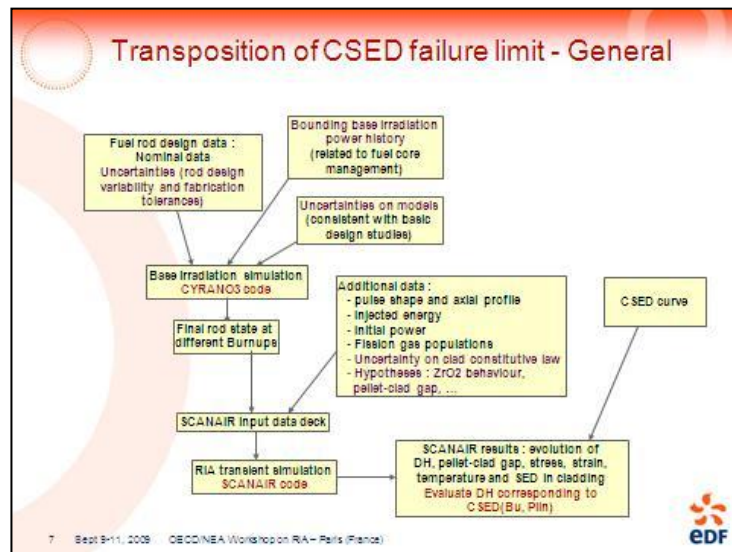 Transposition of CSED failure limit - General
Fuel rod design data :
Nominal data
Uncertainties (rod design
variability and fabrication
tolerances)
Bounding base irradiation
power history
(related to fuel core
management)
Uncertainties on models
(consistent with basic
design studies)
Base irradiation simulation
CYRANO3 code
Final rod state at
different Burnups
Additional data :
- pulse shape and axial profile
- Injected energy
- Initial power
- Fission gas populations
- Uncertainty on clad constitutive law
- Hypotheses : ZrO2 behaviour,
pellet-clad gap, ...
CSED curve
SCANAIR input data deck
RIA transient simulation
SCANAIR code
SCANAIR results : evolution of
DH, pellet-clad gap, stress, strain,
temperature and SED in cladding
Evaluate DH corresponding to
CSED(Bu, Plin)
7 Sept 9-11, 2009 OECD/NEA Workshop on RIA – Paris (France)
eDF